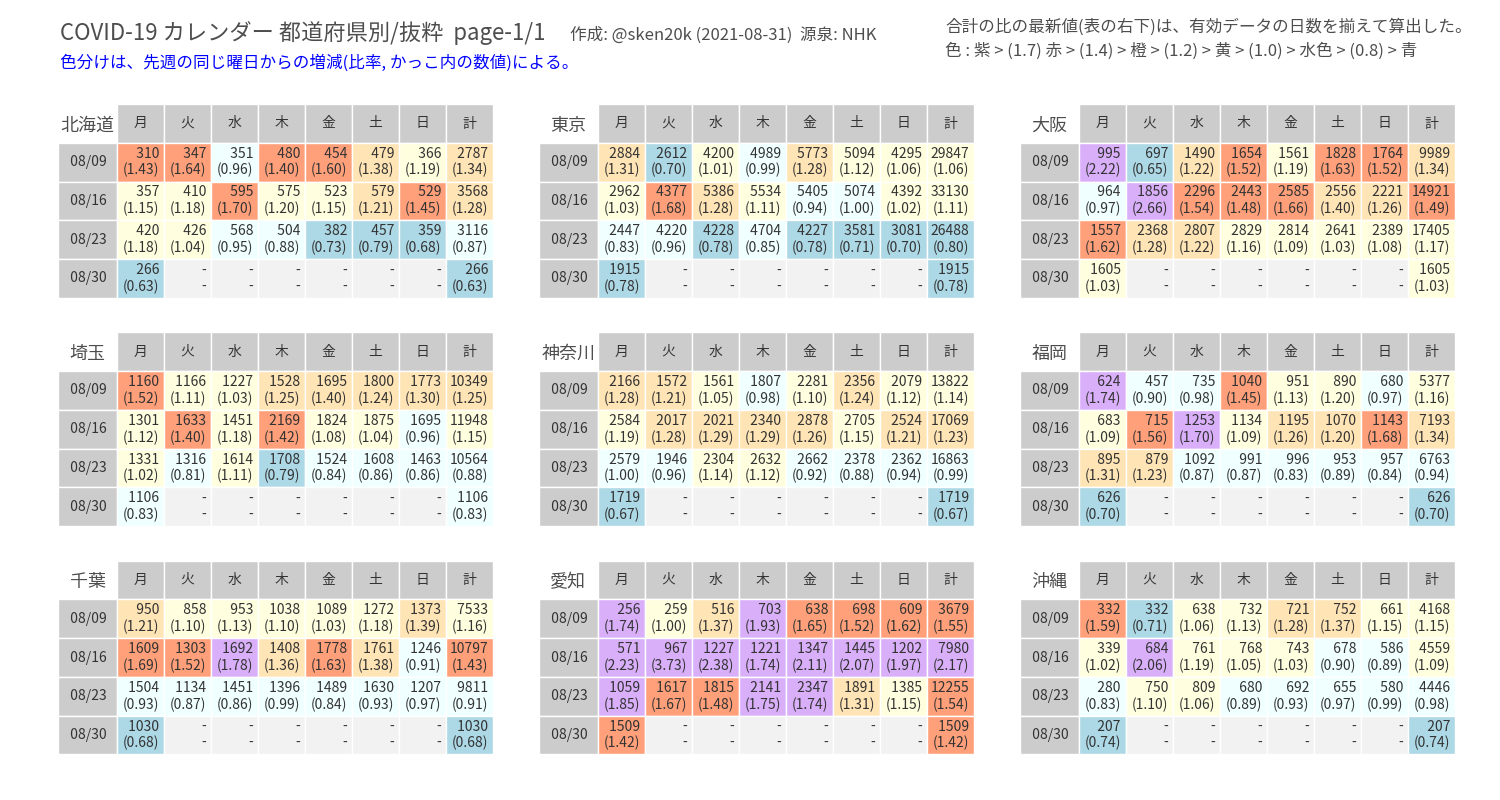 COVID-19 カレンダー 都道府県別/抜粋 page-1/1 作成: @sken20k (2021-08-31) 源泉: NHK
合計の比の最新値(表の右下)は、有効データの日数を揃えて算出した。
色 : 紫 > (1.7) 赤 > (1.4) 橙 > (1.2) 黄 > (1.0) > 水色 > (0.8) > 青
色分けは、先週の同じ曜日からの増減(比率, かっこ内の数値)による。
北海道 月 火 水 木 金 土 日 計
08/09 310 347 351 480 454 479 366 2787
(1.43) (1.64) (0.96) (1.40) (1.60) (1.38) (1.19) (1.34)
08/16 357 410 595 575 523 579 529 3568
(1.15) (1.18) (1.70) (1.20) (1.15) (1.21) (1.45) (1.28)
08/23 420 426 568 504 382 457 359 3116
(1.18) (1.04) (0.95) (0.88) (0.73) (0.79) (0.68) (0.87)
08/30 266 - - - - - - 266
(0.63) - - - - - - (0.63)
東京 月 火 水 木 金 土 日 計
08/09 2884 2612 4200 4989 5773 5094 4295 29847
(1.31) (0.70) (1.01) (0.99) (1.28) (1.12) (1.06) (1.06)
08/16 2962 4377 5386 5534 5405 5074 4392 33130
(1.03) (1.68) (1.28) (1.11) (0.94) (1.00) (1.02) (1.11)
08/23 2447 4220 4228 4704 4227 3581 3081 26488
(0.83) (0.96) (0.78) (0.85) (0.78) (0.71) (0.70) (0.80)
08/30 1915 - - - - - - 1915
(0.78) - - - - - - (0.78)
大阪 月 火 水 木 金 土 日 計
08/09 995 697 1490 1654 1561 1828 1764 9989
(2.22) (0.65) (1.22) (1.52) (1.19) (1.63) (1.52) (1.34)
08/16 964 1856 2296 2443 2585 2556 2221 14921
(0.97) (2.66) (1.54) (1.48) (1.66) (1.40) (1.26) (1.49)
08/23 1557 2368 2807 2829 2814 2641 2389 17405
(1.62) (1.28) (1.22) (1.16) (1.09) (1.03) (1.08) (1.17)
08/30 1605 - - - - - - 1605
(1.03) - - - - - - (1.03)
埼玉 月 火 水 木 金 土 日 計
08/09 1160 1166 1227 1528 1695 1800 1773 10349
(1.52) (1.11) (1.03) (1.25) (1.40) (1.24) (1.30) (1.25)
08/16 1301 1633 1451 2169 1824 1875 1695 11948
(1.12) (1.40) (1.18) (1.42) (1.08) (1.04) (0.96) (1.15)
08/23 1331 1316 1614 1708 1524 1608 1463 10564
(1.02) (0.81) (1.11) (0.79) (0.84) (0.86) (0.86) (0.88)
08/30 1106 - - - - - - 1106
(0.83) - - - - - - (0.83)
神奈川 月 火 水 木 金 土 日 計
08/09 2166 1572 1561 1807 2281 2356 2079 13822
(1.28) (1.21) (1.05) (0.98) (1.10) (1.24) (1.12) (1.14)
08/16 2584 2017 2021 2340 2878 2705 2524 17069
(1.19) (1.28) (1.29) (1.29) (1.26) (1.15) (1.21) (1.23)
08/23 2579 1946 2304 2632 2662 2378 2362 16863
(1.00) (0.96) (1.14) (1.12) (0.92) (0.88) (0.94) (0.99)
08/30 1719 - - - - - - 1719
(0.67) - - - - - - (0.67)
福岡 月 火 水 木 金 土 日 計
08/09 624 457 735 1040 951 890 680 5377
(1.74) (0.90) (0.98) (1.45) (1.13) (1.20) (0.97) (1.16)
08/16 683 715 1253 1134 1195 1070 1143 7193
(1.09) (1.56) (1.70) (1.09) (1.26) (1.20) (1.68) (1.34)
08/23 895 879 1092 991 996 953 957 6763
(1.31) (1.23) (0.87) (0.87) (0.83) (0.89) (0.84) (0.94)
08/30 626 - - - - - - 626
(0.70) - - - - - - (0.70)
千葉 月 火 水 木 金 土 日 計
08/09 950 858 953 1038 1089 1272 1373 7533
(1.21) (1.10) (1.13) (1.10) (1.03) (1.18) (1.39) (1.16)
08/16 1609 1303 1692 1408 1778 1761 1246 10797
(1.69) (1.52) (1.78) (1.36) (1.63) (1.38) (0.91) (1.43)
08/23 1504 1134 1451 1396 1489 1630 1207 9811
(0.93) (0.87) (0.86) (0.99) (0.84) (0.93) (0.97) (0.91)
08/30 1030 - - - - - - 1030
(0.68) - - - - - - (0.68)
愛知 月 火 水 木 金 土 日 計
08/09 256 259 516 703 638 698 609 3679
(1.74) (1.00) (1.37) (1.93) (1.65) (1.52) (1.62) (1.55)
08/16 571 967 1227 1221 1347 1445 1202 7980
(2.23) (3.73) (2.38) (1.74) (2.11) (2.07) (1.97) (2.17)
08/23 1059 1617 1815 2141 2347 1891 1385 12255
(1.85) (1.67) (1.48) (1.75) (1.74) (1.31) (1.15) (1.54)
08/30 1509 - - - - - - 1509
(1.42) - - - - - - (1.42)
沖縄 月 火 水 木 金 土 日 計
08/09 332 332 638 732 721 752 661 4168
(1.59) (0.71) (1.06) (1.13) (1.28) (1.37) (1.15) (1.15)
08/16 339 684 761 768 743 678 586 4559
(1.02) (2.06) (1.19) (1.05) (1.03) (0.90) (0.89) (1.09)
08/23 280 750 809 680 692 655 580 4446
(0.83) (1.10) (1.06) (0.89) (0.93) (0.97) (0.99) (0.98)
08/30 207 - - - - - - 207
(0.74) - - - - - - (0.74)